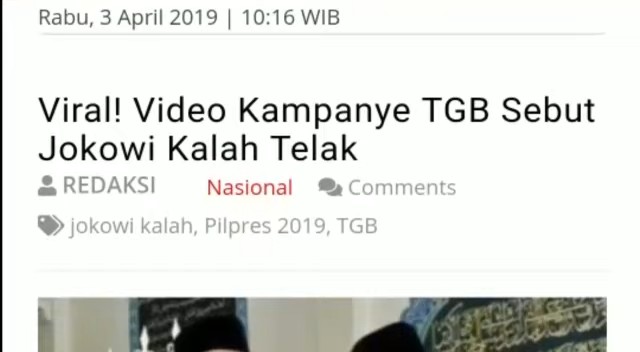 Rabu, 3 April 2019 | 10:16 WIB
Viral! Video Kampanye TGB Sebut
Jokowi Kalah Telak
REDAKSI Nasional Comments
jokowi kalah, Pilpres 2019, TGB